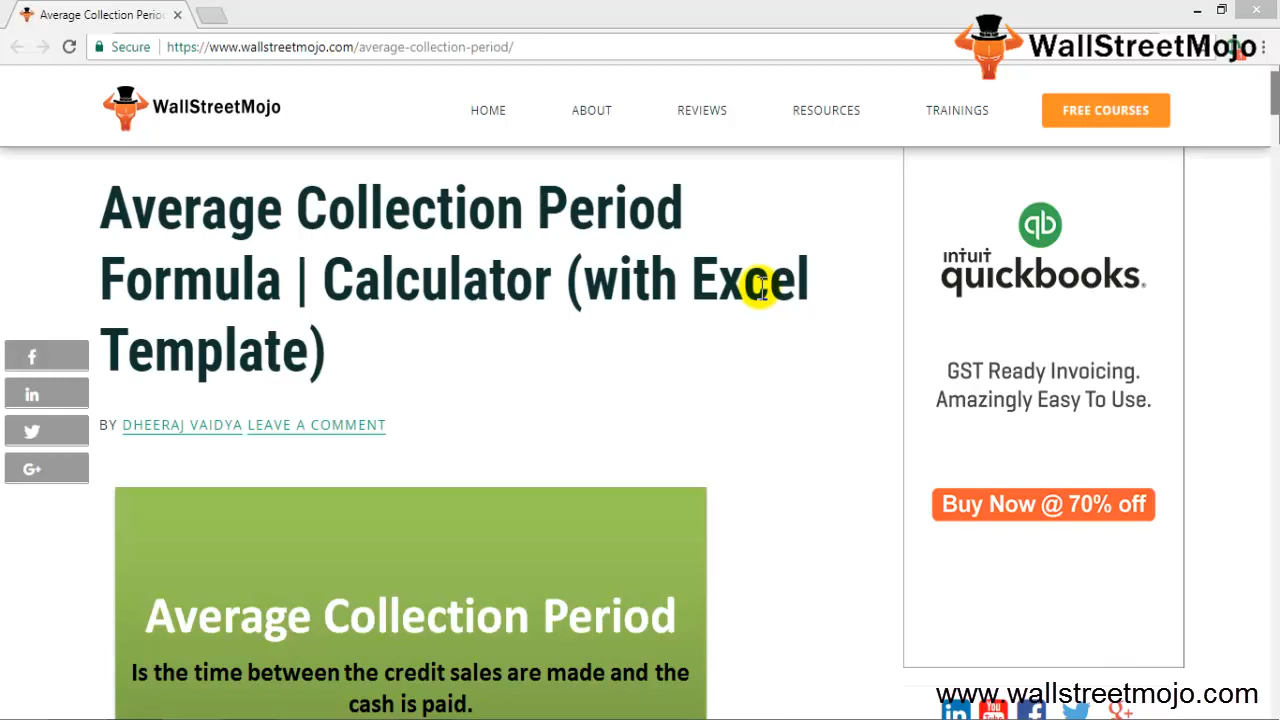 Average Collection Perio
Secure https://www.wallstreetmojo.com/average-collection-period/
WallStreetMojo
WallStreetMojo
HOME ABOUT REVIEWS RESOURCES TRAININGS FREE COURSES
Average Collection Period
Formula | Calculator (with Excel
Template)
BY DHEERAJ VAIDYA LEAVE A COMMENT
Average Collection Period
Is the time between the credit sales are made and the
cash is paid.
qb
intuit
quickbooks.
GST Ready Invoicing.
Amazingly Easy To Use.
Buy Now @ 70% off
www.wallstreetmojo.com
f
in
G+
in
You